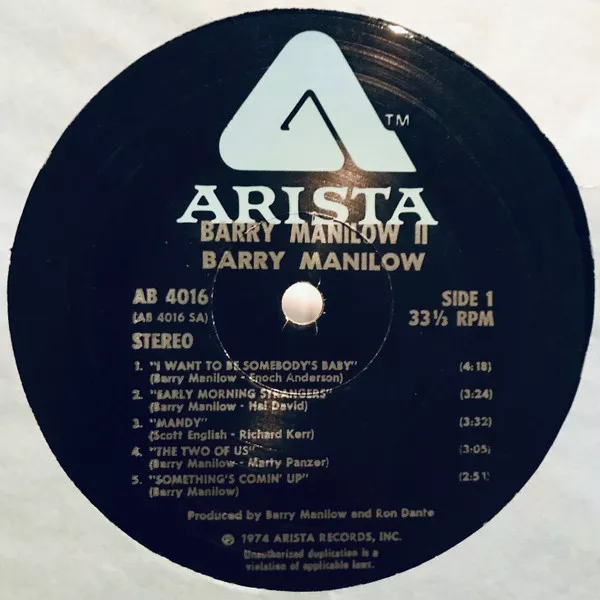 TM
ARISTA
BARRY MANILOW II
BARRY MANILOW
AB 4016
(AB 4016 SA)
STEREO
SIDE 1
33⅓ RPM
1. "I WANT TO BE SOMEBODY'S BABY" (4:18)
(Barry Manilow - Enoch Anderson)
2. "EARLY MORNING STRANGERS" (3:24)
(Barry Manilow - Hal David)
3. "MANDY" (3:32)
(Scott English - Richard Kerr)
4. "THE TWO OF US" (3:05)
(Barry Manilow - Marty Panzer)
5. "SOMETHING'S COMIN' UP" (2:51)
(Barry Manilow)
Produced by Barry Manilow and Ron Dante
℗ 1974 ARISTA RECORDS, INC.
Unauthorized duplication is a
violation of applicable laws.